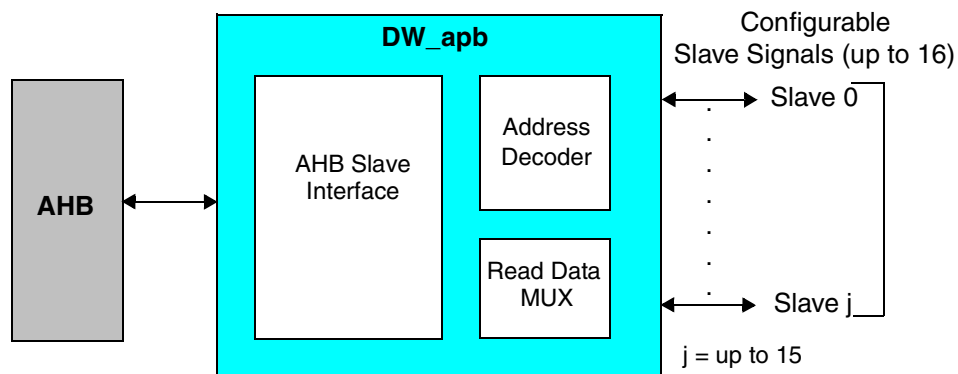 DW_apb
Configurable
Slave Signals (up to 16)
AHB
AHB Slave
Interface
Address
Decoder
Read Data
MUX
Slave 0
Slave j
j = up to 15